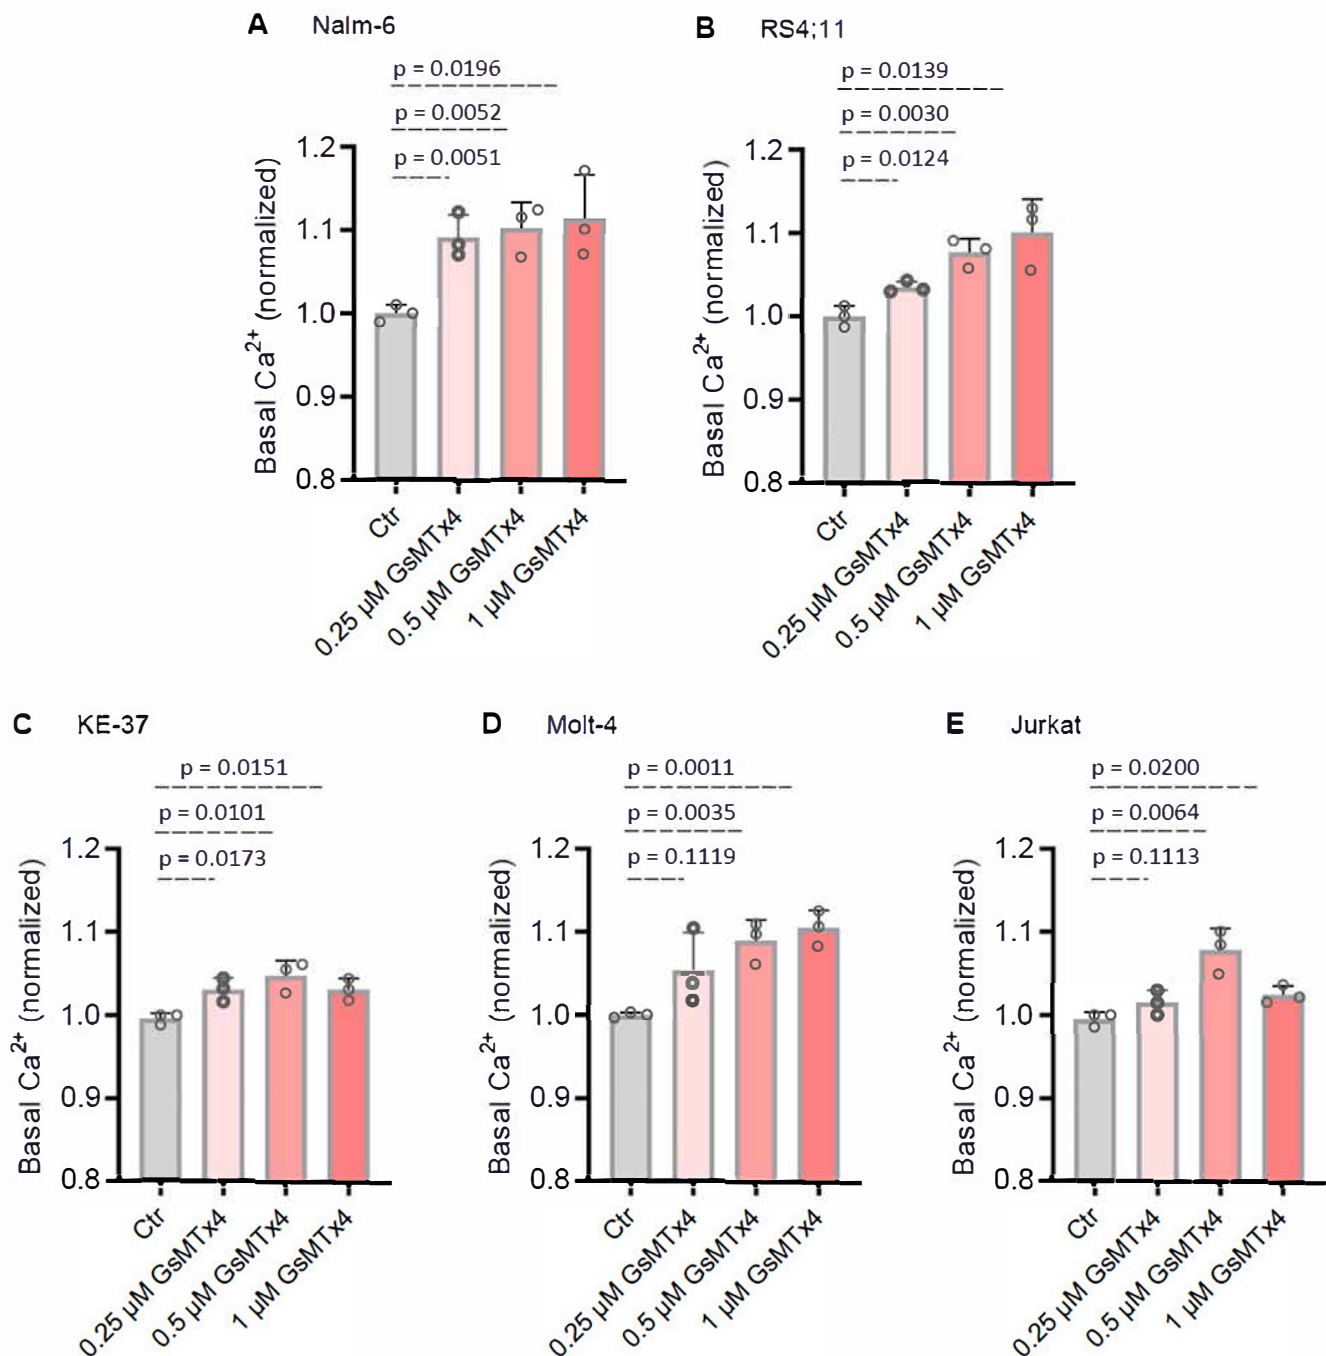 A Nalm-6
p = 0.0196
p = 0.0052
p = 0.0051
Basal Ca²⁺ (normalized)
1.2
1.1
1.0
0.9
0.8
Ctr
0.25 µM GsMTx4
0.5 µM GsMTx4
1 µM GsMTx4
B RS4;11
p = 0.0139
p = 0.0030
p = 0.0124
Basal Ca²⁺ (normalized)
1.2
1.1
1.0
0.9
0.8
Ctr
0.25 µM GsMTx4
0.5 µM GsMTx4
1 µM GsMTx4
C KE-37
p = 0.0151
p = 0.0101
p = 0.0173
Basal Ca²⁺ (normalized)
1.2
1.1
1.0
0.9
0.8
Ctr
0.25 µM GsMTx4
0.5 µM GsMTx4
1 µM GsMTx4
D Molt-4
p = 0.0011
p = 0.0035
p = 0.1119
Basal Ca²⁺ (normalized)
1.2
1.1
1.0
0.9
0.8
Ctr
0.25 µM GsMTx4
0.5 µM GsMTx4
1 µM GsMTx4
E Jurkat
p = 0.0200
p = 0.0064
p = 0.1113
Basal Ca²⁺ (normalized)
1.2
1.1
1.0
0.9
0.8
Ctr
0.25 µM GsMTx4
0.5 µM GsMTx4
1 µM GsMTx4